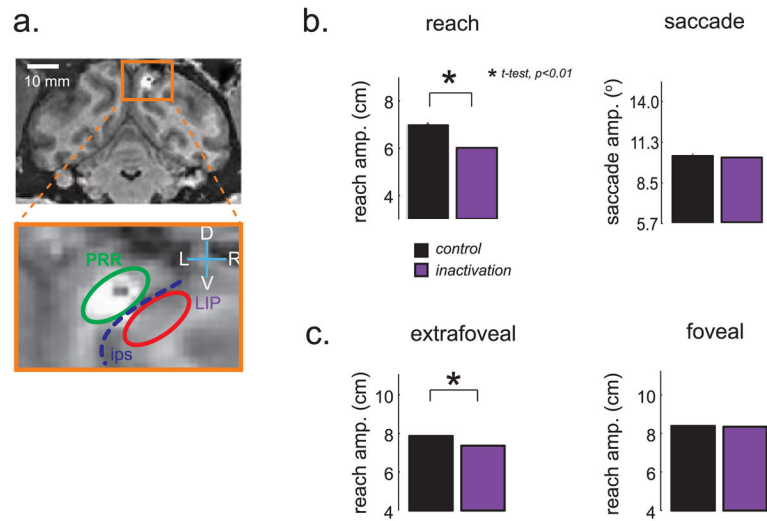 a.
10 mm
D
L R
V
PRR
LIP
ips
b.
reach
saccade
* t-test, p<0.01
*
reach amp. (cm)
8
6
4
saccade amp. (º)
14.0
11.3
8.5
5.7
control
inactivation
c.
extrafoveal
foveal
*
reach amp. (cm)
10
8
6
4
reach amp. (cm)
10
8
6
4